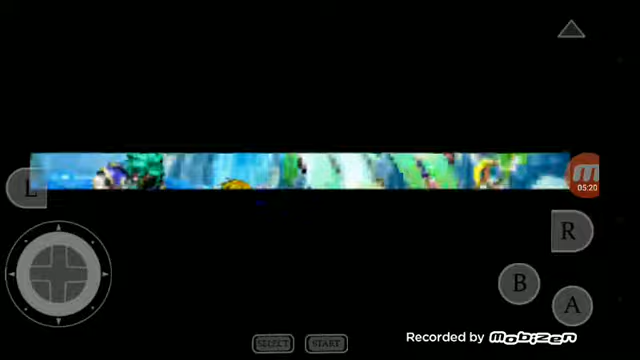 L
05:20
R
B
A
SELECT
START
Recorded by Mobizen